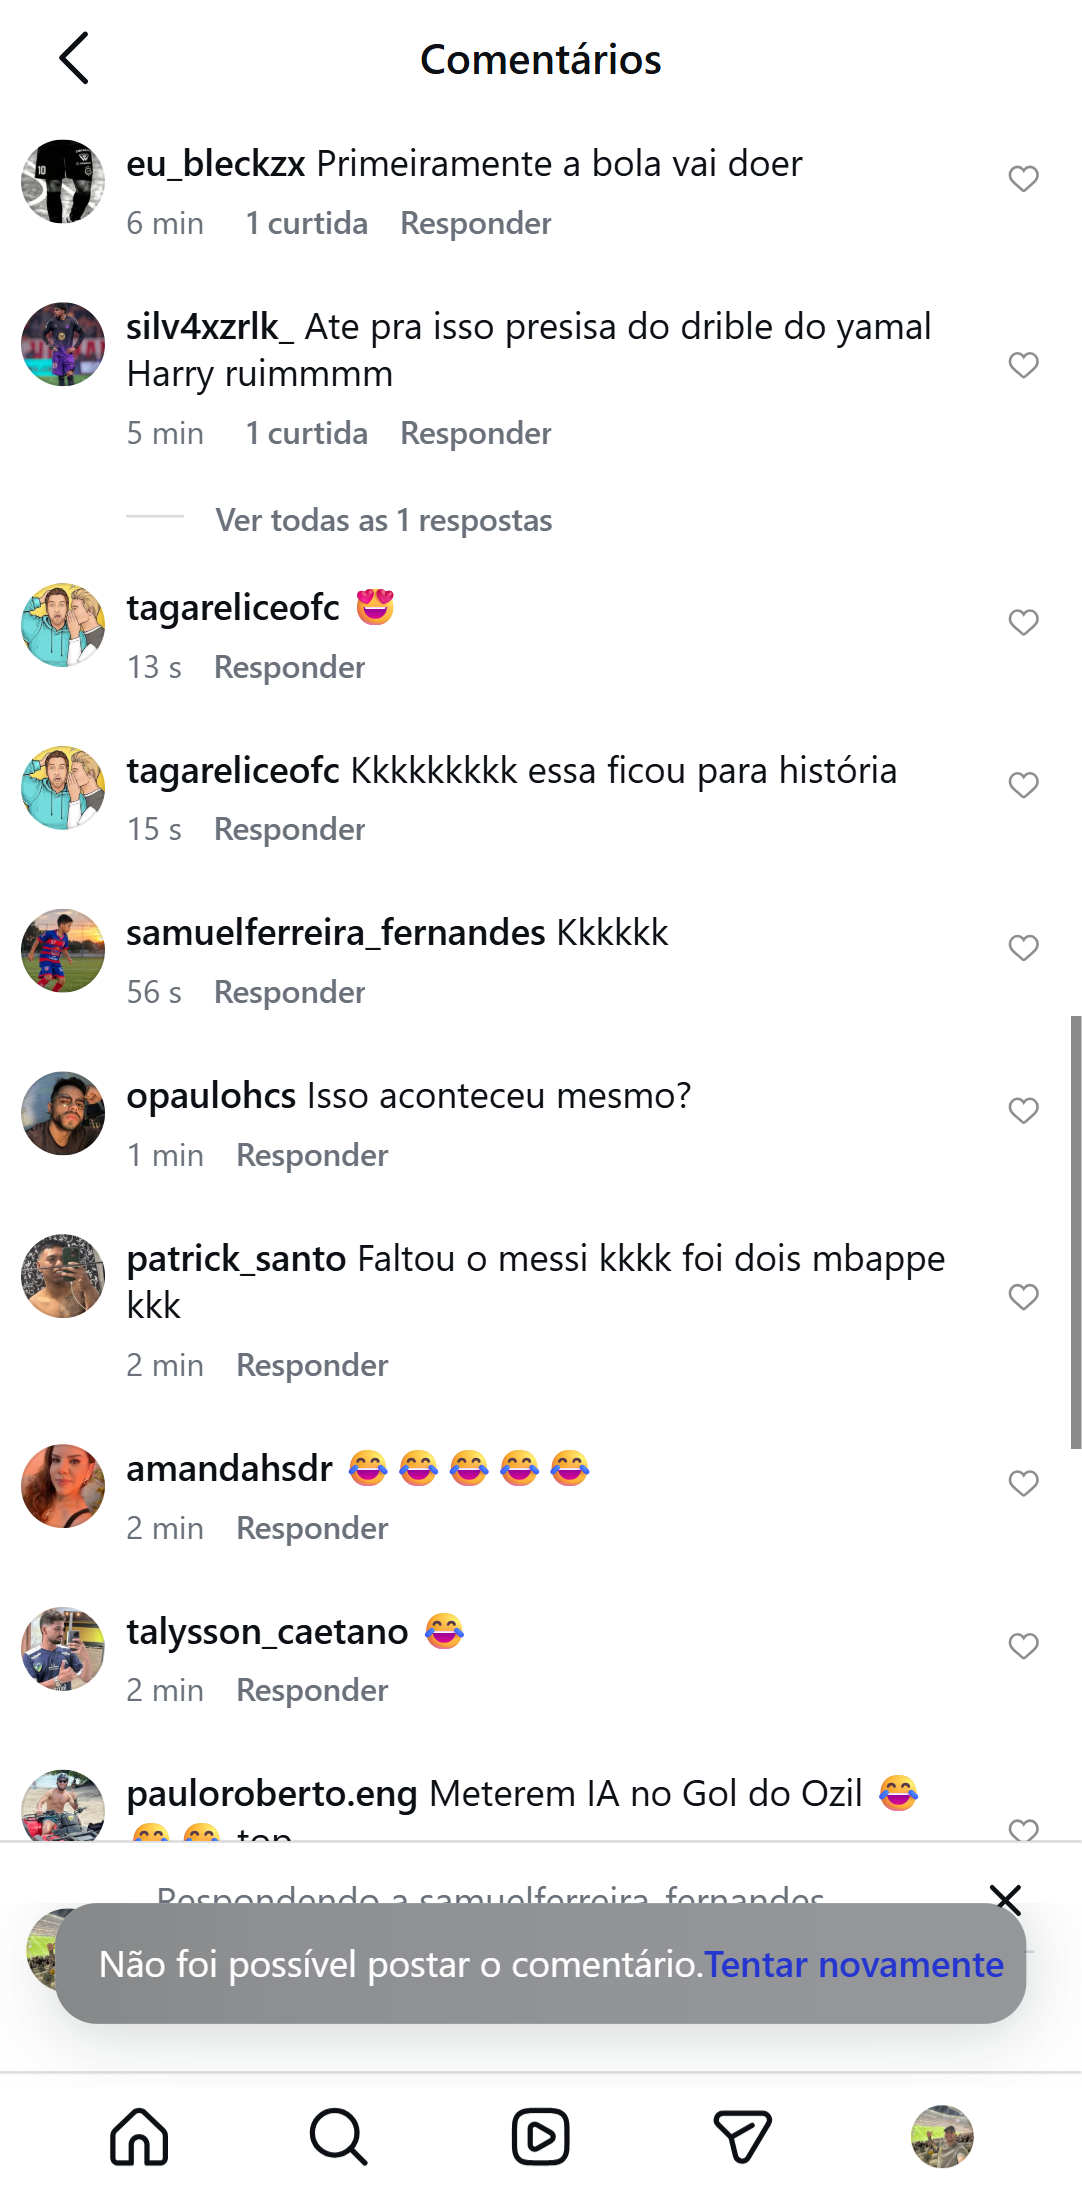 Comentários
eu_bleckzx Primeiramente a bola vai doer
6 min 1 curtida Responder
silv4xzrlk_ Ate pra isso presisa do drible do yamal
Harry ruimmmm
5 min 1 curtida Responder
Ver todas as 1 respostas
tagareliceofc 😍
13 s Responder
tagareliceofc Kkkkkkkkk essa ficou para história
15 s Responder
samuelferreira_fernandes Kkkkkk
56 s Responder
opaulohcs Isso aconteceu mesmo?
1 min Responder
patrick_santo Faltou o messi kkkk foi dois mbappe
kkk
2 min Responder
amandahsdr 😂😂😂😂😂
2 min Responder
talysson_caetano 😂
2 min Responder
pauloroberto.eng Meterem IA no Gol do Ozil 😂
😂😂 top
Respondendo a samuelferreira_fernandes
Não foi possível postar o comentário.Tentar novamente